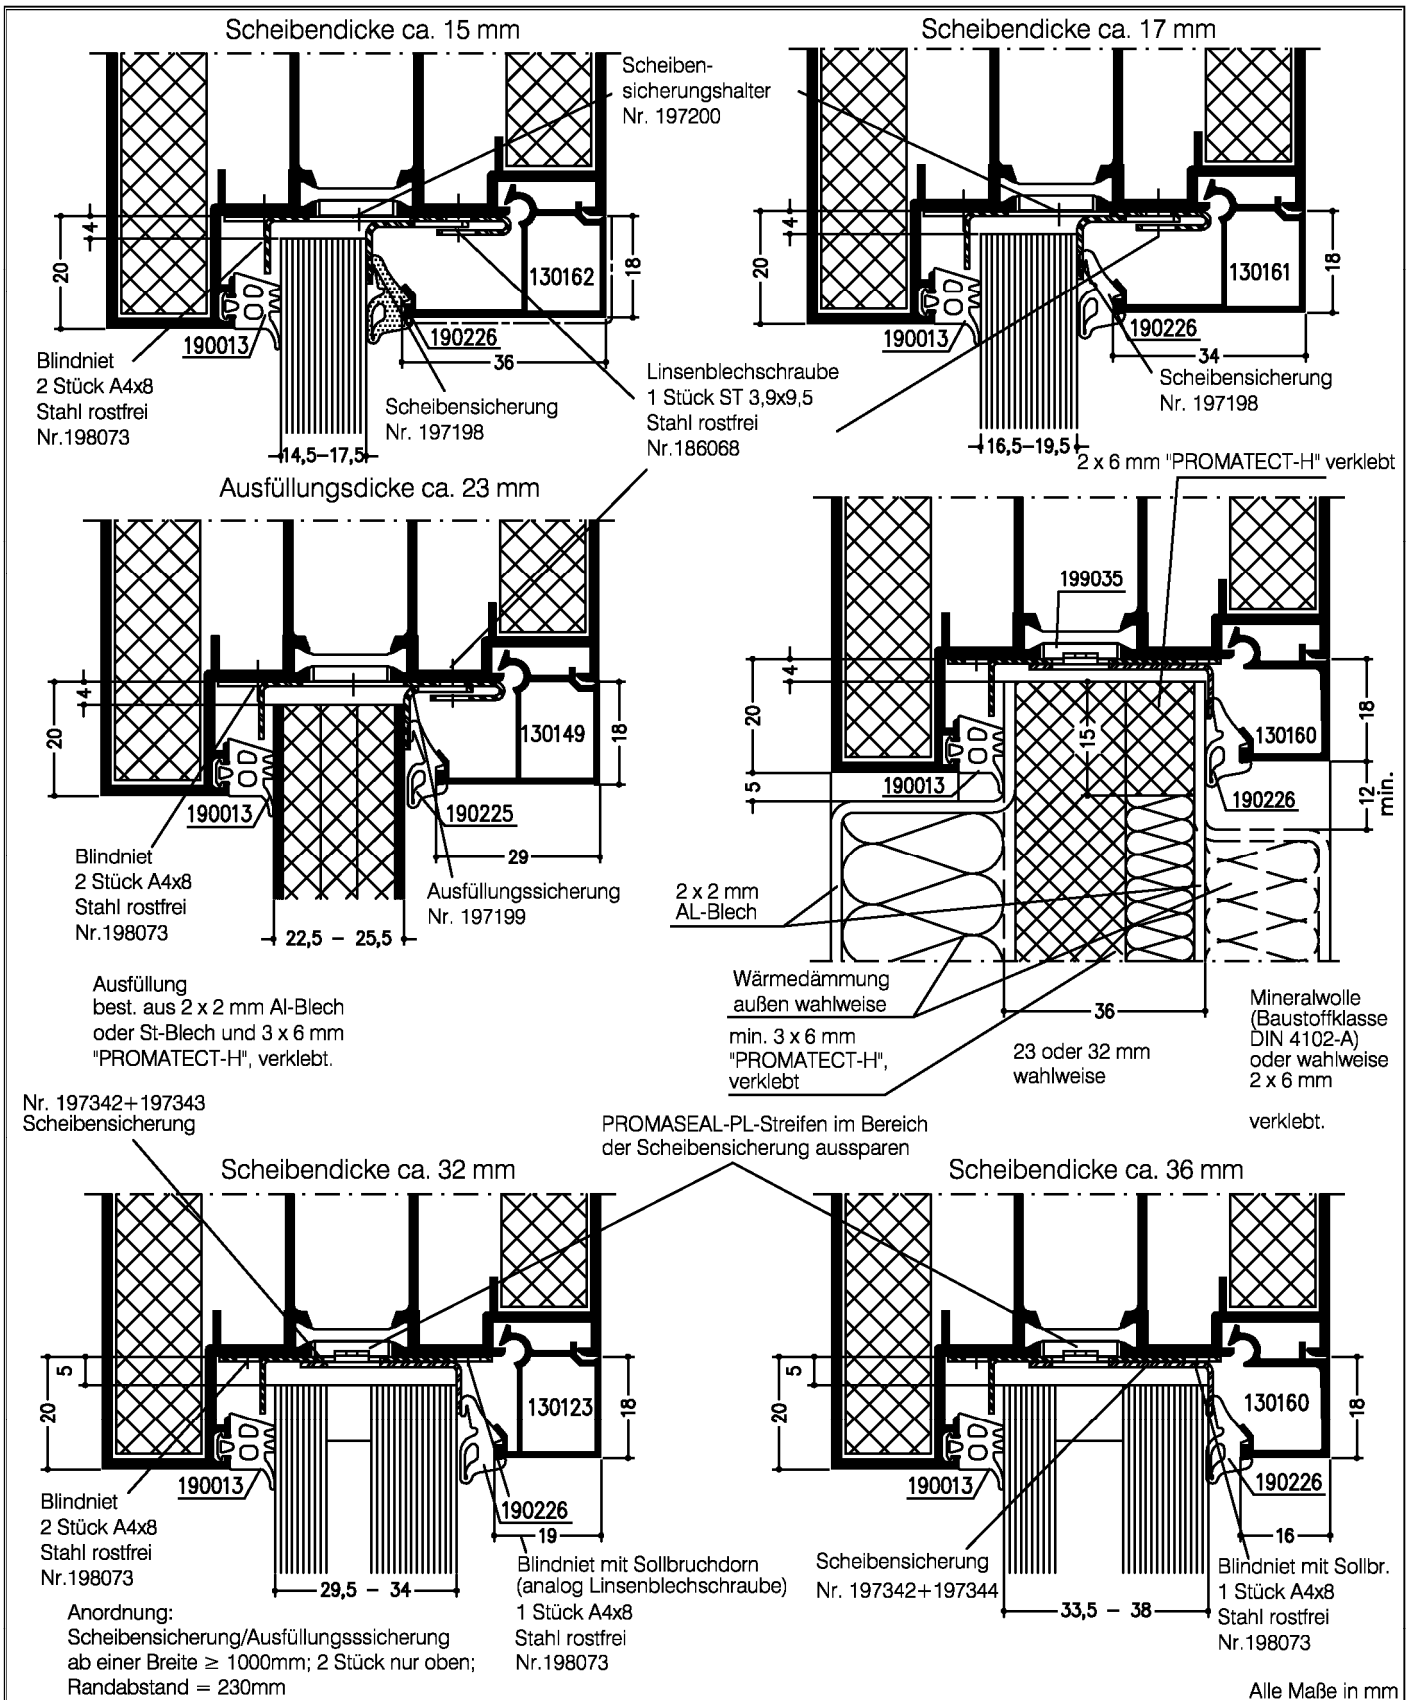 Scheibendicke ca. 15 mm
Scheiben-
sicherungshalter
Nr. 197200
4
20
18
130162
190013
190226
36
Blindniet
2 Stück A4x8
Stahl rostfrei
Nr.198073
Scheibensicherung
Nr. 197198
14,5-17,5
Linsenblechschraube
1 Stück ST 3,9x9,5
Stahl rostfrei
Nr.186068
Scheibendicke ca. 17 mm
4
20
18
130161
190013
190226
34
Scheibensicherung
Nr. 197198
16,5-19,5
Ausfüllungsdicke ca. 23 mm
4
20
18
130149
190013
190225
29
Blindniet
2 Stück A4x8
Stahl rostfrei
Nr.198073
Ausfüllungssicherung
Nr. 197199
22,5 - 25,5
Ausfüllung
best. aus 2 x 2 mm Al-Blech
oder St-Blech und 3 x 6 mm
"PROMATECT-H", verklebt.
2 x 6 mm "PROMATECT-H" verklebt
199035
4
20
5
15
18
12
min.
130160
190013
190226
2 x 2 mm
AL-Blech
Wärmedämmung
außen wahlweise
min. 3 x 6 mm
"PROMATECT-H",
verklebt
36
23 oder 32 mm
wahlweise
Mineralwolle
(Baustoffklasse
DIN 4102-A)
oder wahlweise
2 x 6 mm
verklebt.
Nr. 197342+197343
Scheibensicherung
PROMASEAL-PL-Streifen im Bereich
der Scheibensicherung aussparen
Scheibendicke ca. 32 mm
5
20
18
130123
190013
190226
19
Blindniet
2 Stück A4x8
Stahl rostfrei
Nr.198073
29,5 - 34
Blindniet mit Sollbruchdorn
(analog Linsenblechschraube)
1 Stück A4x8
Stahl rostfrei
Nr.198073
Scheibendicke ca. 36 mm
5
20
18
130160
190013
190226
16
Scheibensicherung
Nr. 197342+197344
33,5 - 38
Blindniet mit Sollbr.
1 Stück A4x8
Stahl rostfrei
Nr.198073
Anordnung:
Scheibensicherung/Ausfüllungsssicherung
ab einer Breite ≥ 1000mm; 2 Stück nur oben;
Randabstand = 230mm
Alle Maße in mm